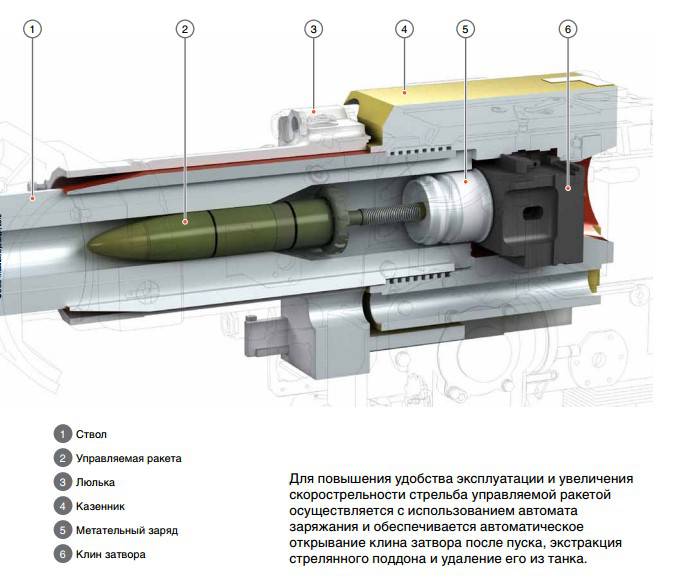 1
2
3
4
5
6
1 Ствол
2 Управляемая ракета
3 Люлька
4 Казенник
5 Метательный заряд
6 Клин затвора
Для повышения удобства эксплуатации и увеличения
скорострельности стрельба управляемой ракетой
осуществляется с использованием автомата
заряжания и обеспечивается автоматическое
открывание клина затвора после пуска, экстракция
стрелянного поддона и удаление его из танка.